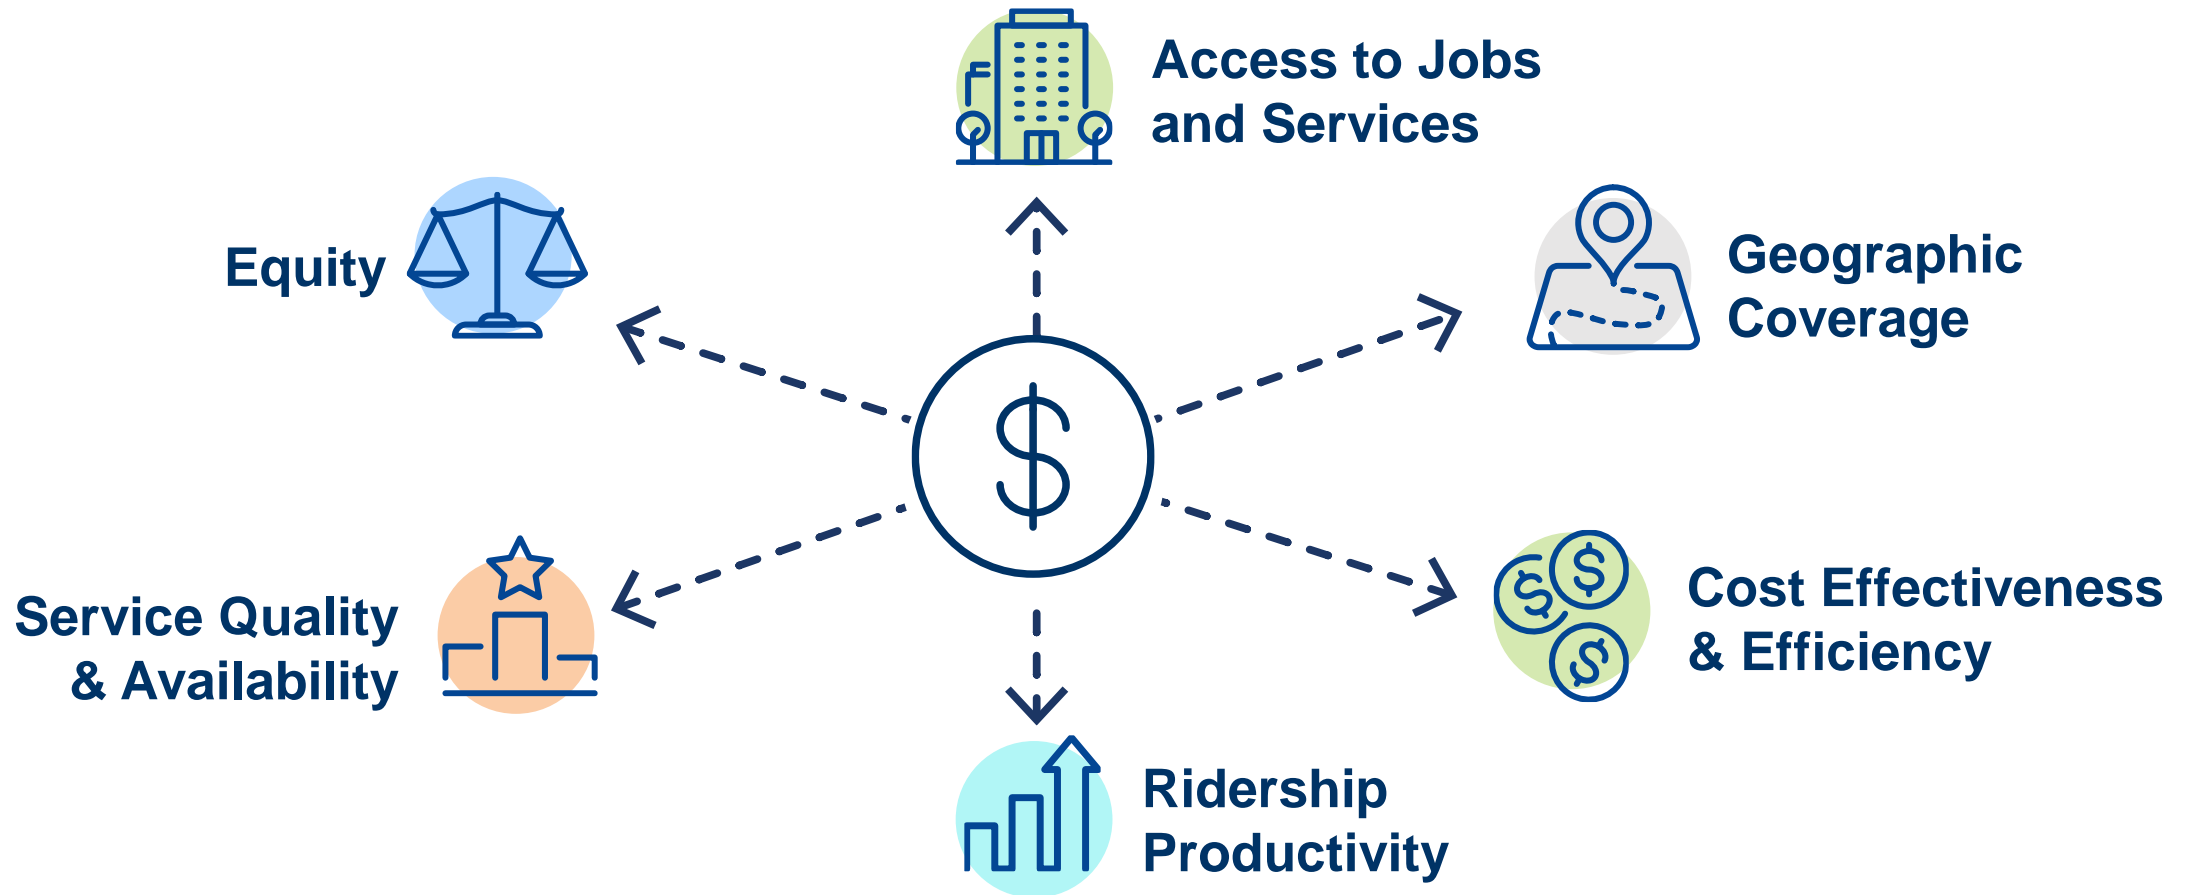 Access to Jobs
and Services
Equity
Geographic
Coverage
$
Service Quality
& Availability
Cost Effectiveness
& Efficiency
Ridership
Productivity